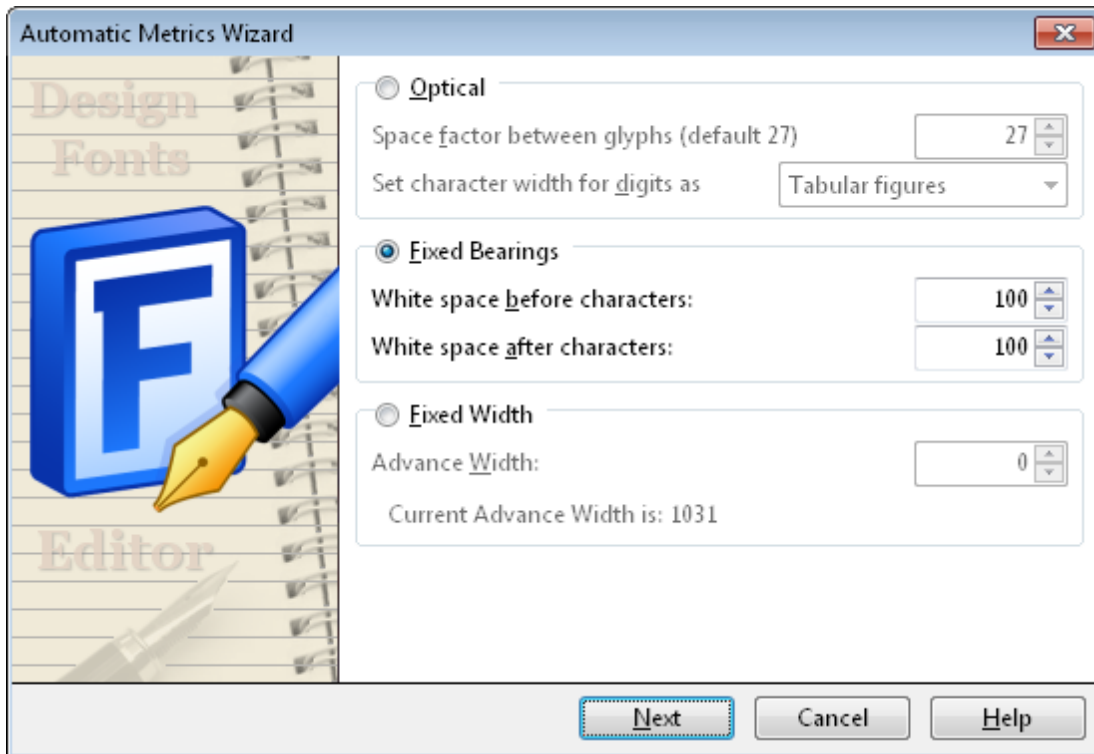 Automatic Metrics Wizard
Design
Fonts
Editor
Optical
Space factor between glyphs (default 27)
27
Set character width for digits as
Tabular figures
Fixed Bearings
White space before characters:
100
White space after characters:
100
Fixed Width
Advance Width:
0
Current Advance Width is: 1031
Next
Cancel
Help